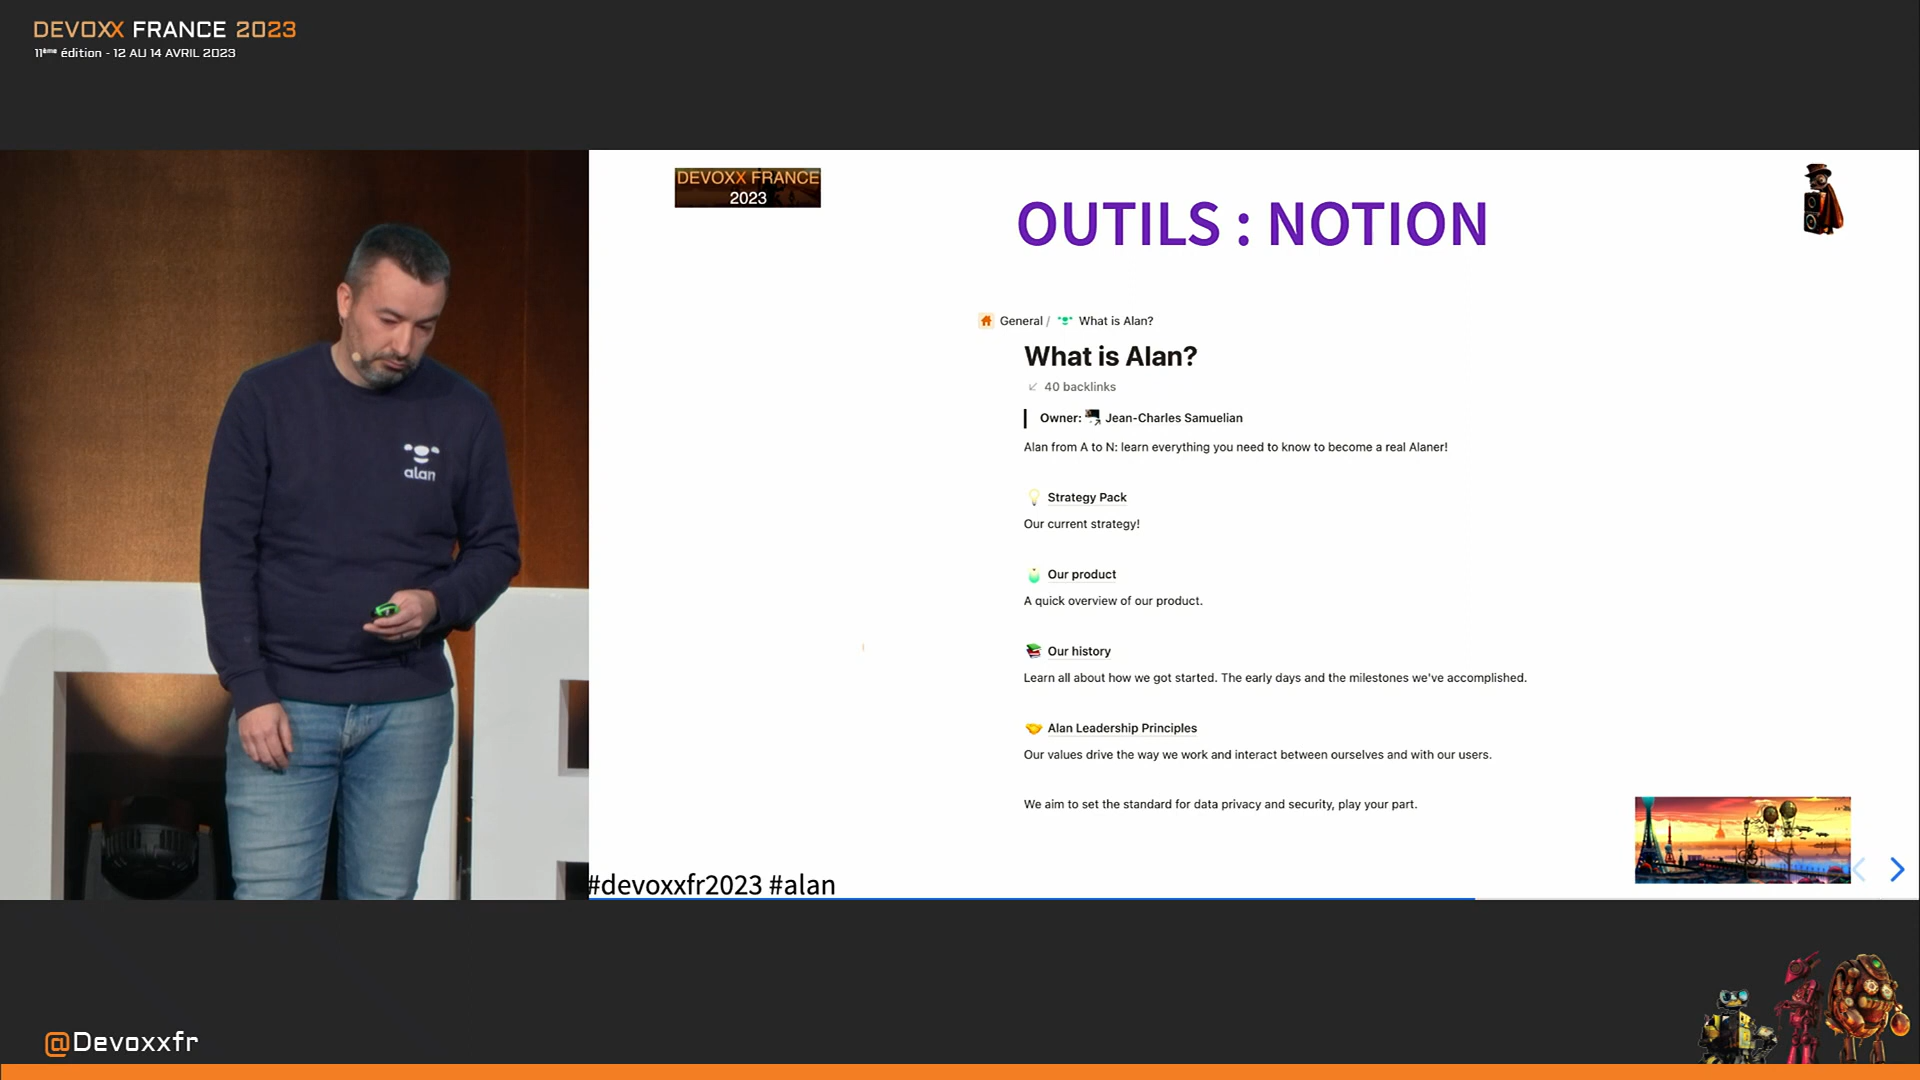 DEVOXX FRANCE 2023
11ème édition - 12 AU 14 AVRIL 2023
DEVOXX FRANCE
2023
OUTILS : NOTION
General / What is Alan?
What is Alan?
40 backlinks
Owner: Jean-Charles Samuelian
Alan from A to N: learn everything you need to know to become a real Alaner!
Strategy Pack
Our current strategy!
Our product
A quick overview of our product.
Our history
Learn all about how we got started. The early days and the milestones we've accomplished.
Alan Leadership Principles
Our values drive the way we work and interact between ourselves and with our users.
We aim to set the standard for data privacy and security, play your part.
alan
#devoxxfr2023 #alan
@Devoxxfr